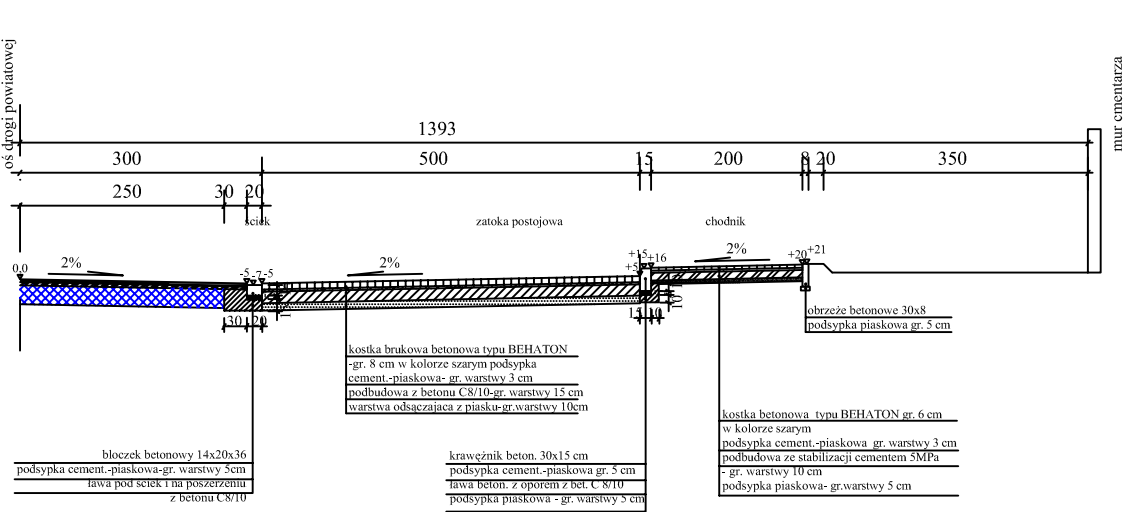 oś drogi powiatowej
mur cmentarza
1393
300 500 15 200 8 20 350
250 30 20
ściek zatoka postojowa chodnik
0,0 2% -5 -7 -5 2% +15 +5 +16 2% +20 +21
30 20
15 10
10
obrzeże betonowe 30x8
podsypka piaskowa gr. 5 cm
kostka brukowa betonowa typu BEHATON
-gr. 8 cm w kolorze szarym podsypka
cement.-piaskowa- gr. warstwy 3 cm
podbudowa z betonu C8/10-gr. warstwy 15 cm
warstwa odsączajaca z piasku-gr.warstwy 10cm
kostka betonowa typu BEHATON gr. 6 cm
w kolorze szarym
podsypka cement.-piaskowa gr. warstwy 3 cm
podbudowa ze stabilizacji cementem 5MPa
- gr. warstwy 10 cm
podsypka piaskowa- gr.warstwy 5 cm
bloczek betonowy 14x20x36
podsypka cement.-piaskowa-gr. warstwy 5cm
ława pod ściek i na poszerzeniu
z betonu C8/10
krawężnik beton. 30x15 cm
podsypka cement.-piaskowa gr. 5 cm
ława beton. z oporem z bet. C 8/10
podsypka piaskowa - gr. warstwy 5 cm